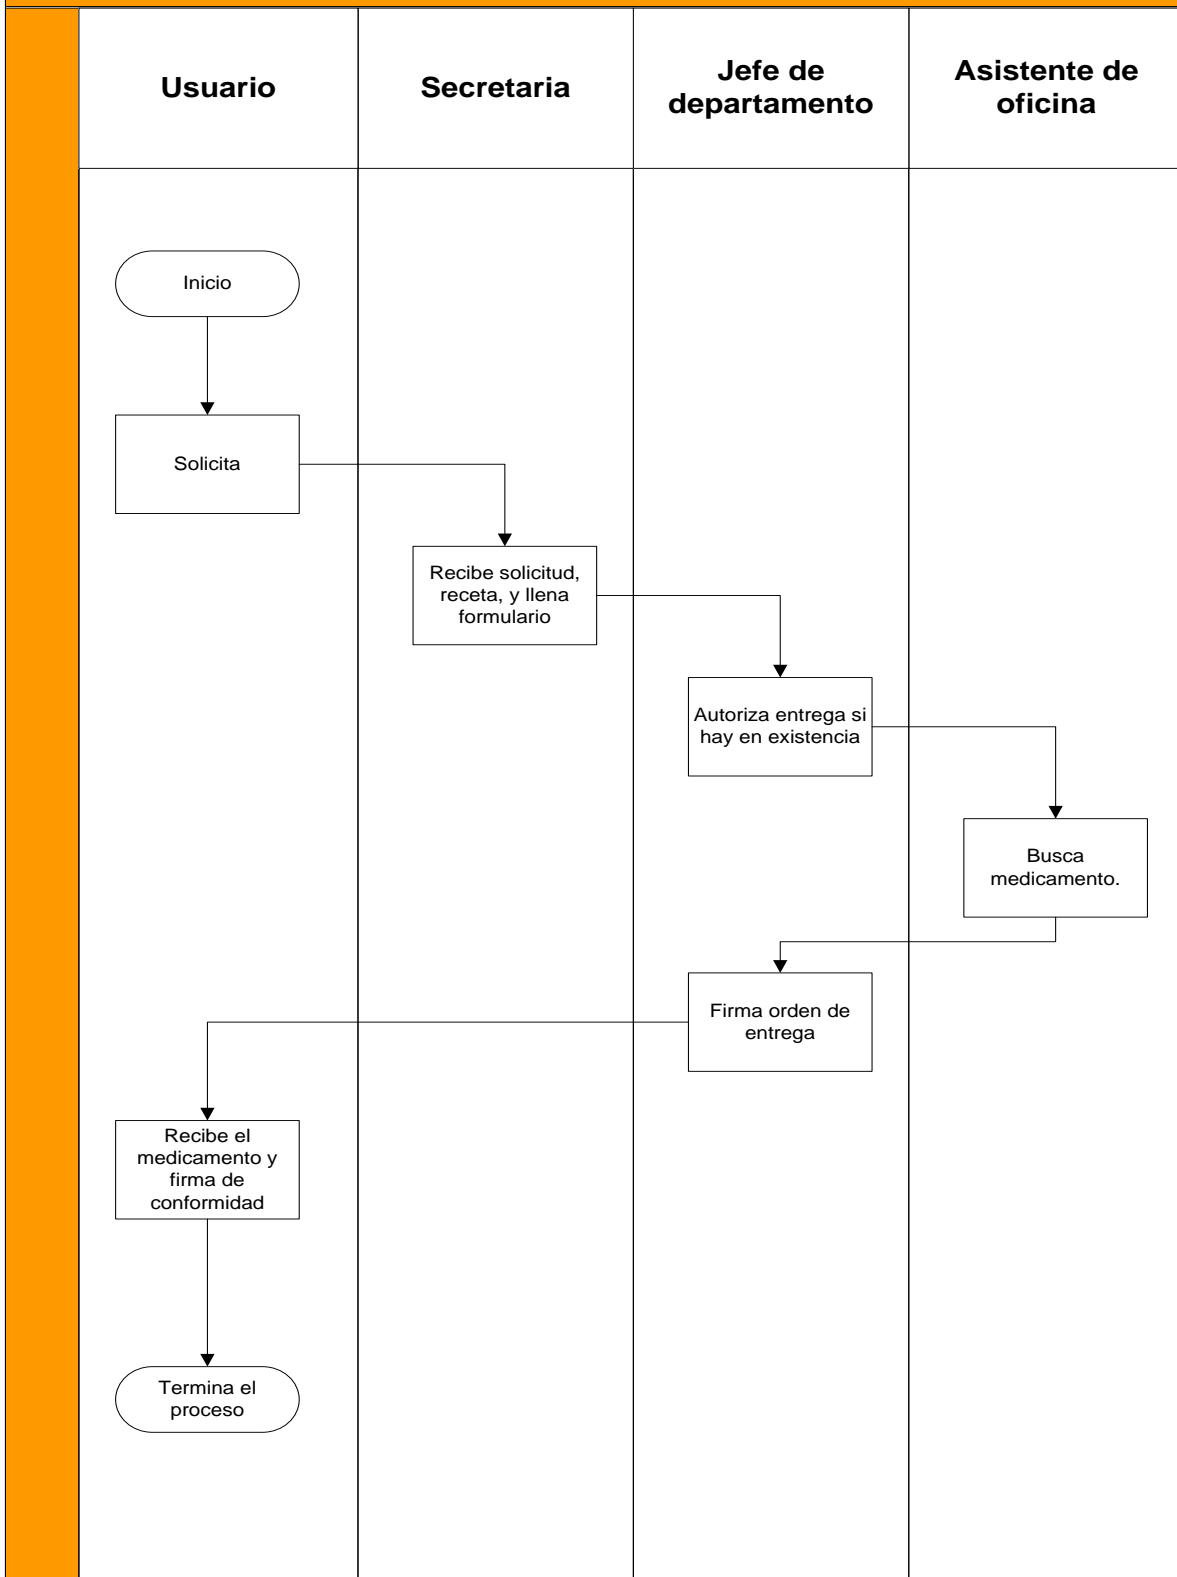 Usuario
Secretaria
Jefe de
departamento
Asistente de
oficina
Inicio
Solicita
Recibe solicitud,
receta, y llena
formulario
Autoriza entrega si
hay en existencia
Busca
medicamento.
Firma orden de
entrega
Recibe el
medicamento y
firma de
conformidad
Termina el
proceso